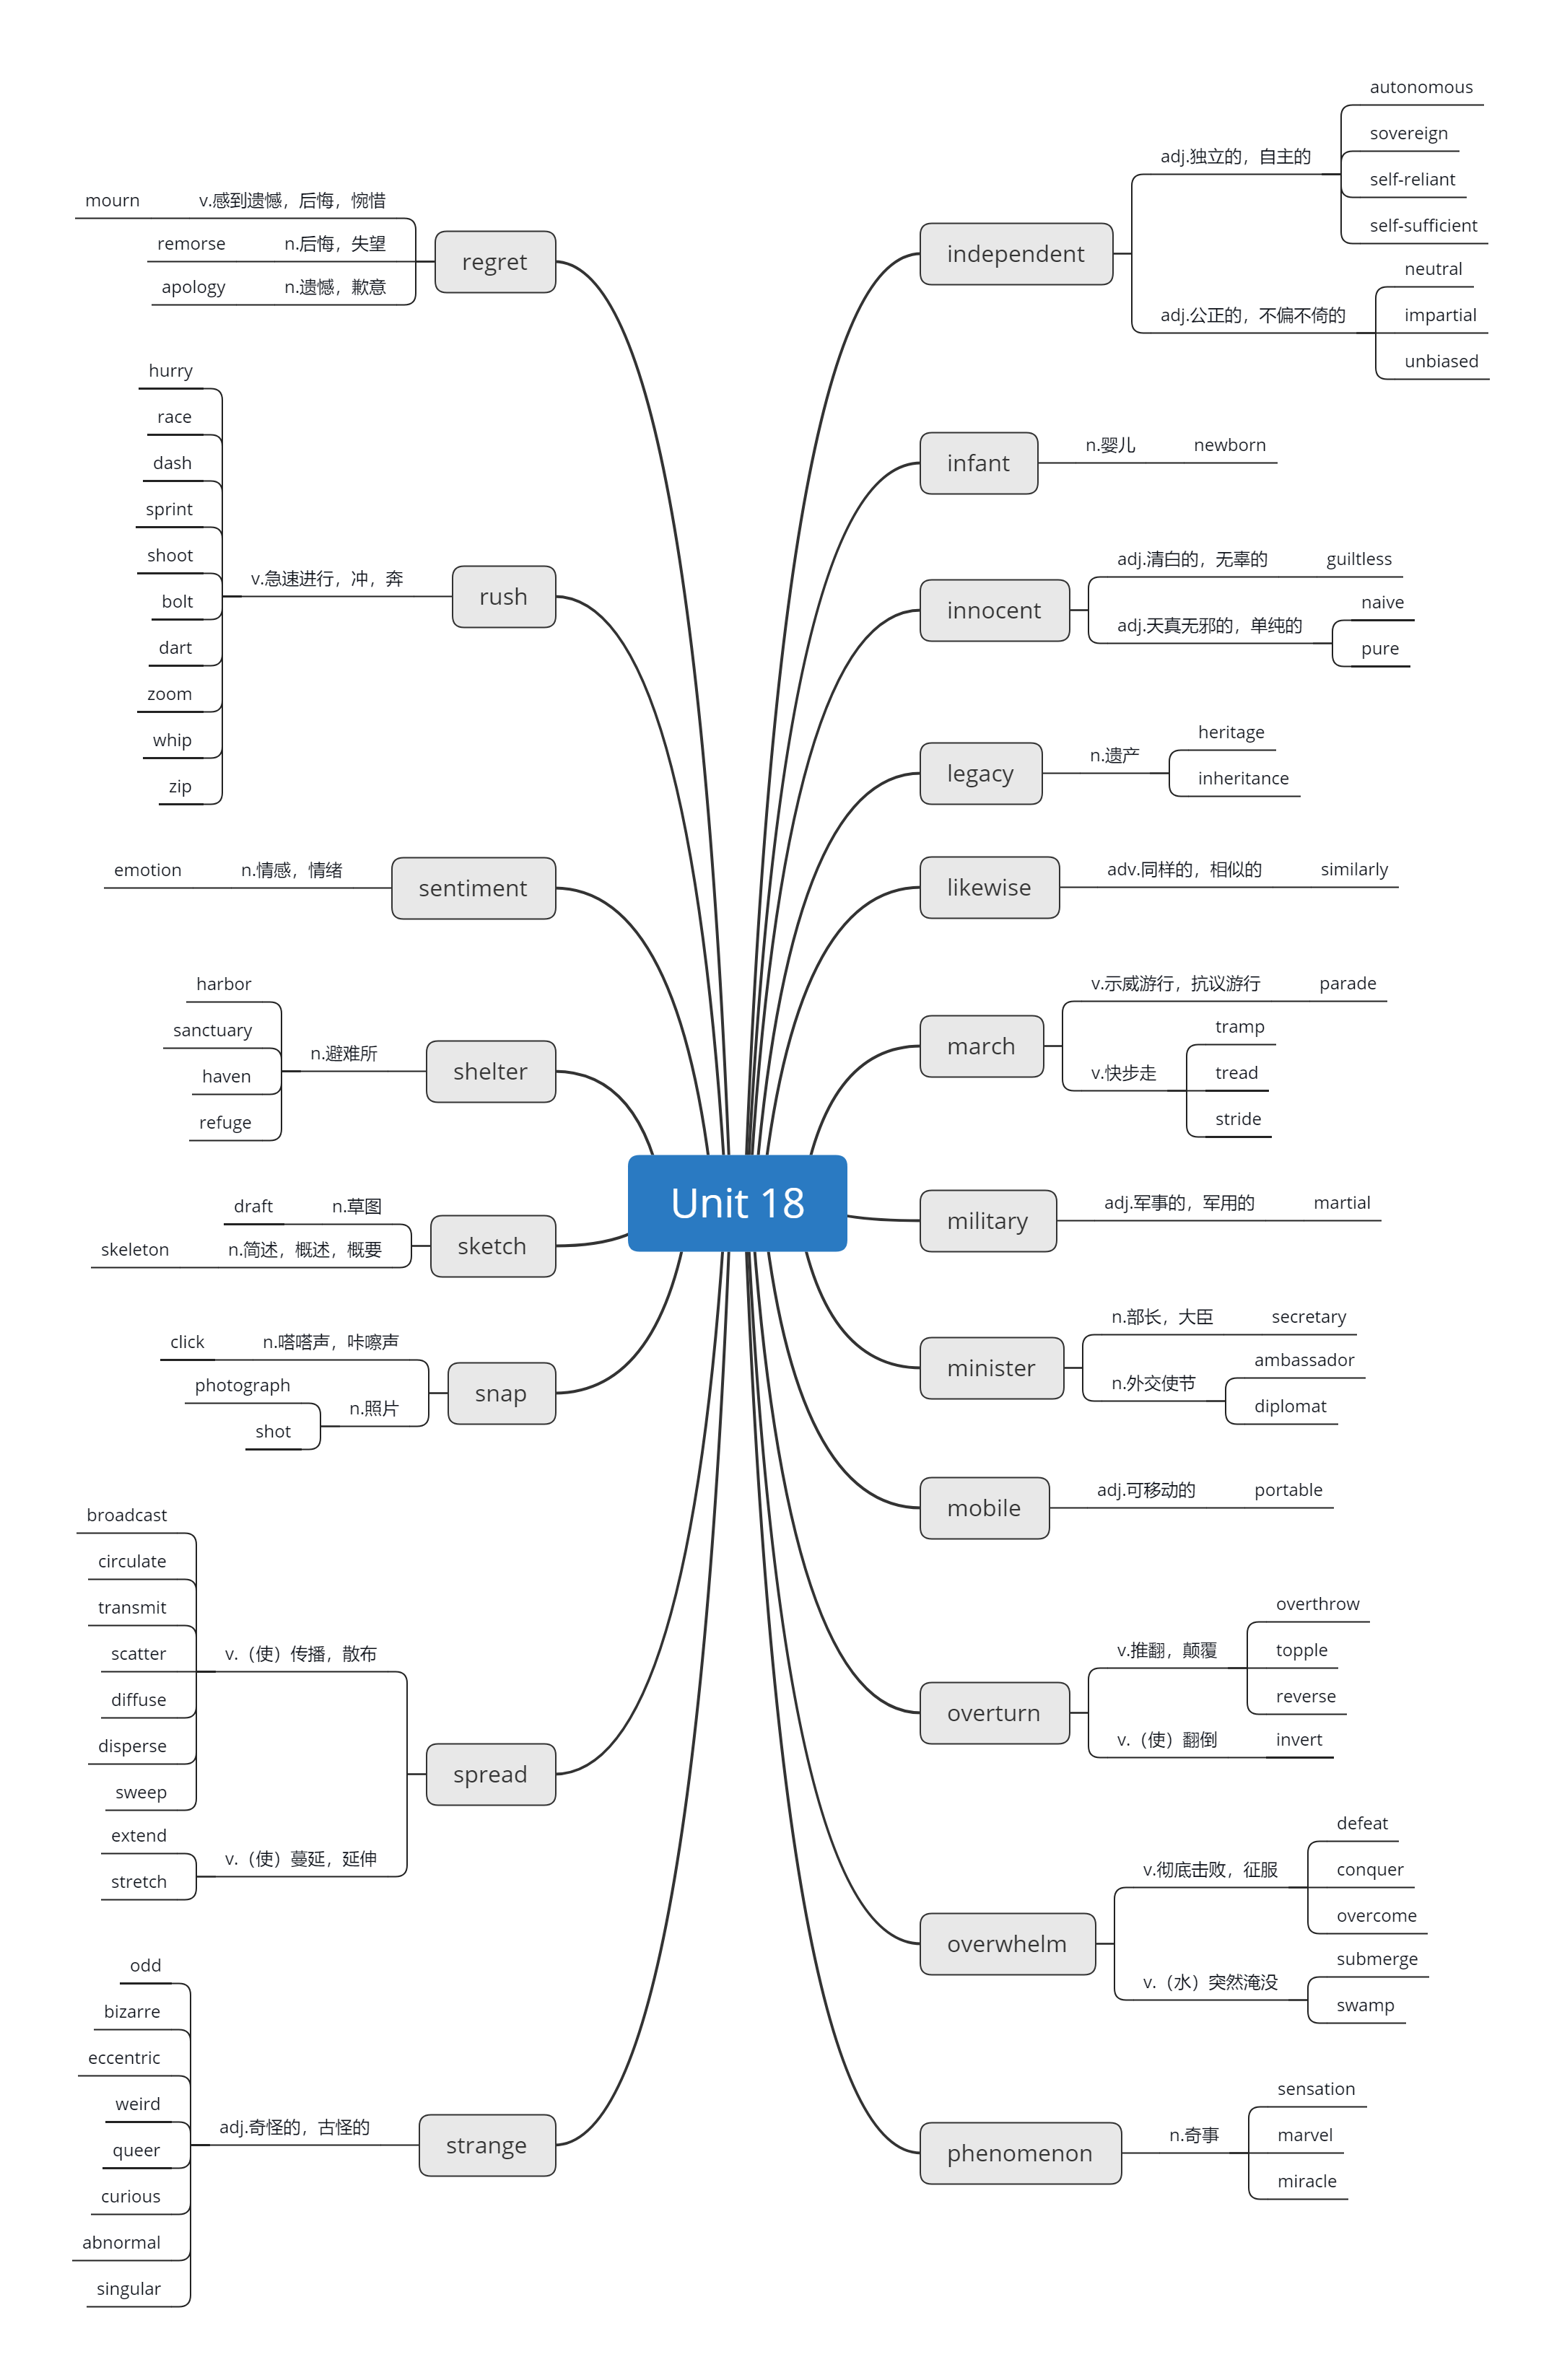 Unit 18
independent
adj.独立的，自主的
autonomous
sovereign
self-reliant
self-sufficient
adj.公正的，不偏不倚的
neutral
impartial
unbiased
infant
n.婴儿
newborn
innocent
adj.清白的，无辜的
guiltless
adj.天真无邪的，单纯的
naive
pure
legacy
n.遗产
heritage
inheritance
likewise
adv.同样的，相似的
similarly
march
v.示威游行，抗议游行
parade
v.快步走
tramp
tread
stride
military
adj.军事的，军用的
martial
minister
n.部长，大臣
secretary
n.外交使节
ambassador
diplomat
mobile
adj.可移动的
portable
overturn
v.推翻，颠覆
overthrow
topple
reverse
v.（使）翻倒
invert
overwhelm
v.彻底击败，征服
defeat
conquer
overcome
v.（水）突然淹没
submerge
swamp
phenomenon
n.奇事
sensation
marvel
miracle
regret
v.感到遗憾，后悔，惋惜
mourn
n.后悔，失望
remorse
n.遗憾，歉意
apology
rush
v.急速进行，冲，奔
hurry
race
dash
sprint
shoot
bolt
dart
zoom
whip
zip
sentiment
n.情感，情绪
emotion
shelter
n.避难所
harbor
sanctuary
haven
refuge
sketch
n.草图
draft
n.简述，概述，概要
skeleton
snap
n.嗒嗒声，咔嚓声
click
n.照片
photograph
shot
spread
v.（使）传播，散布
broadcast
circulate
transmit
scatter
diffuse
disperse
sweep
v.（使）蔓延，延伸
extend
stretch
strange
adj.奇怪的，古怪的
odd
bizarre
eccentric
weird
queer
curious
abnormal
singular